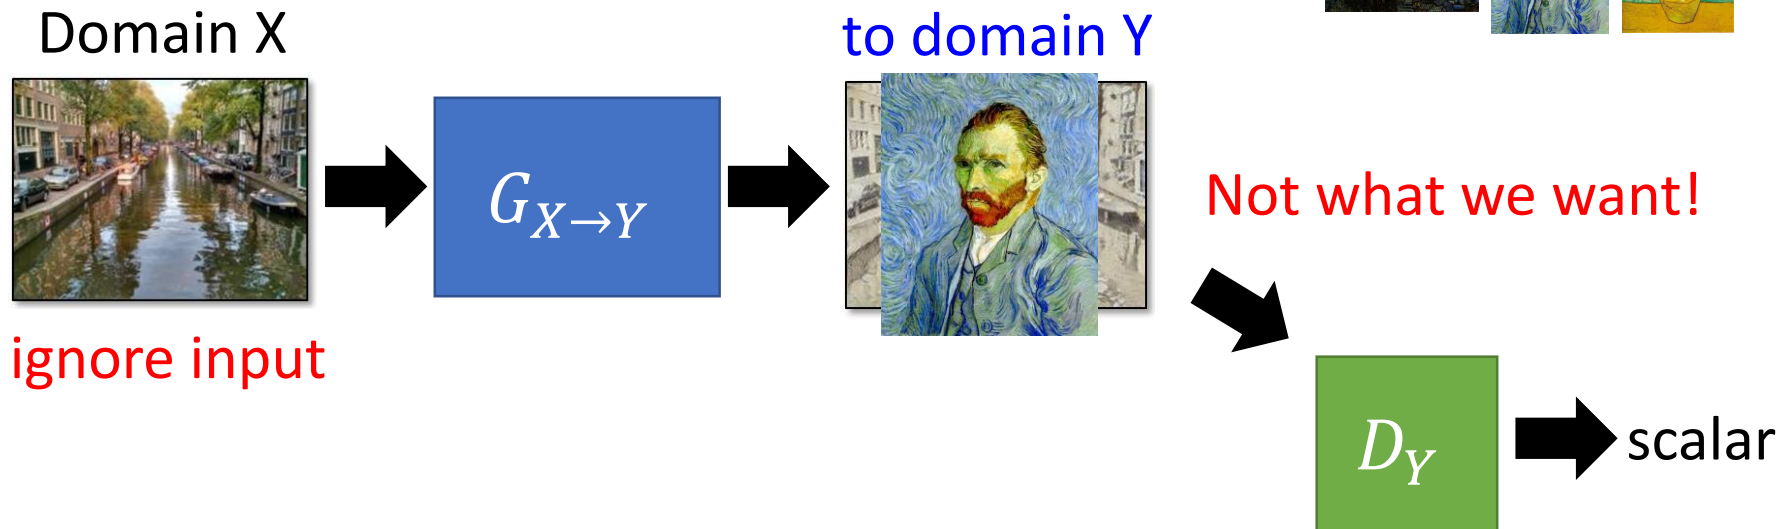 Domain X
to domain Y
G_{X→Y}
Not what we want!
ignore input
D_Y
scalar